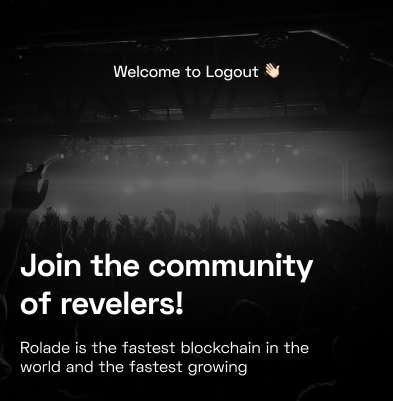 Welcome to Logout 👋🏻
Join the community
of revelers!
Rolade is the fastest blockchain in the
world and the fastest growing